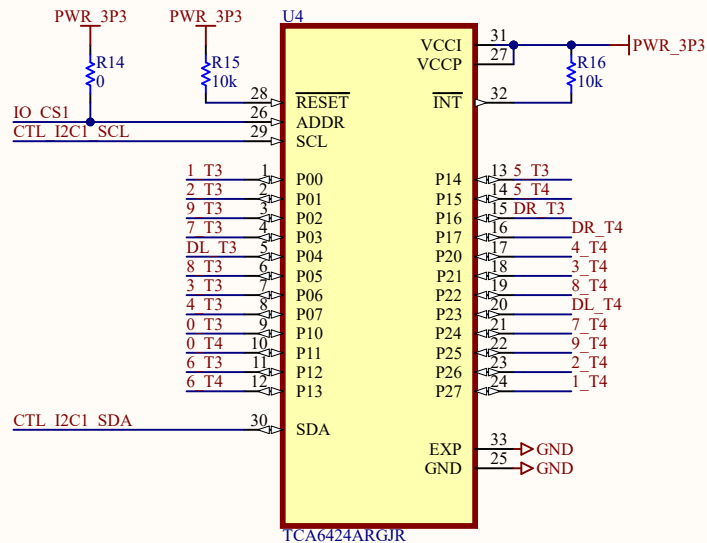 PWR_3P3 PWR_3P3 U4
VCCI 31 PWR_3P3
VCCP 27
R14 R15 R16
0 10k 10k
28 RESET INT 32
IO_CS1 26 ADDR
CTL_I2C1_SCL 29 SCL
1_T3 1 P00 P14 13 5_T3
2_T3 2 P01 P15 14 5_T4
9_T3 3 P02 P16 15 DR_T3
7_T3 4 P03 P17 16 DR_T4
DL_T3 5 P04 P20 17 4_T4
8_T3 6 P05 P21 18 3_T4
3_T3 7 P06 P22 19 8_T4
4_T3 8 P07 P23 20 DL_T4
0_T3 9 P10 P24 21 7_T4
0_T4 10 P11 P25 22 9_T4
6_T3 11 P12 P26 23 2_T4
6_T4 12 P13 P27 24 1_T4
CTL_I2C1_SDA 30 SDA
EXP 33 GND
GND 25 GND
TCA6424ARGJR